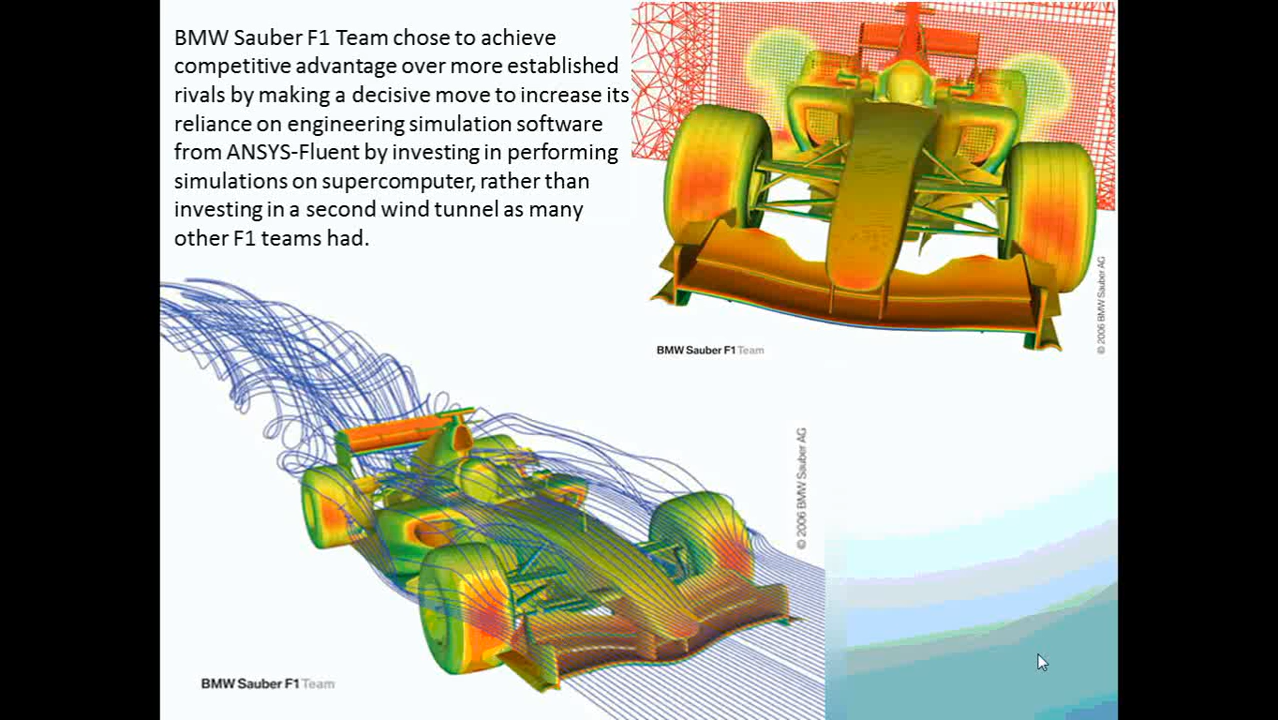 BMW Sauber F1 Team chose to achieve
competitive advantage over more established
rivals by making a decisive move to increase its
reliance on engineering simulation software
from ANSYS-Fluent by investing in performing
simulations on supercomputer, rather than
investing in a second wind tunnel as many
other F1 teams had.
© 2006 BMW Sauber AG
BMW Sauber F1 Team
© 2006 BMW Sauber AG
BMW Sauber F1 Team